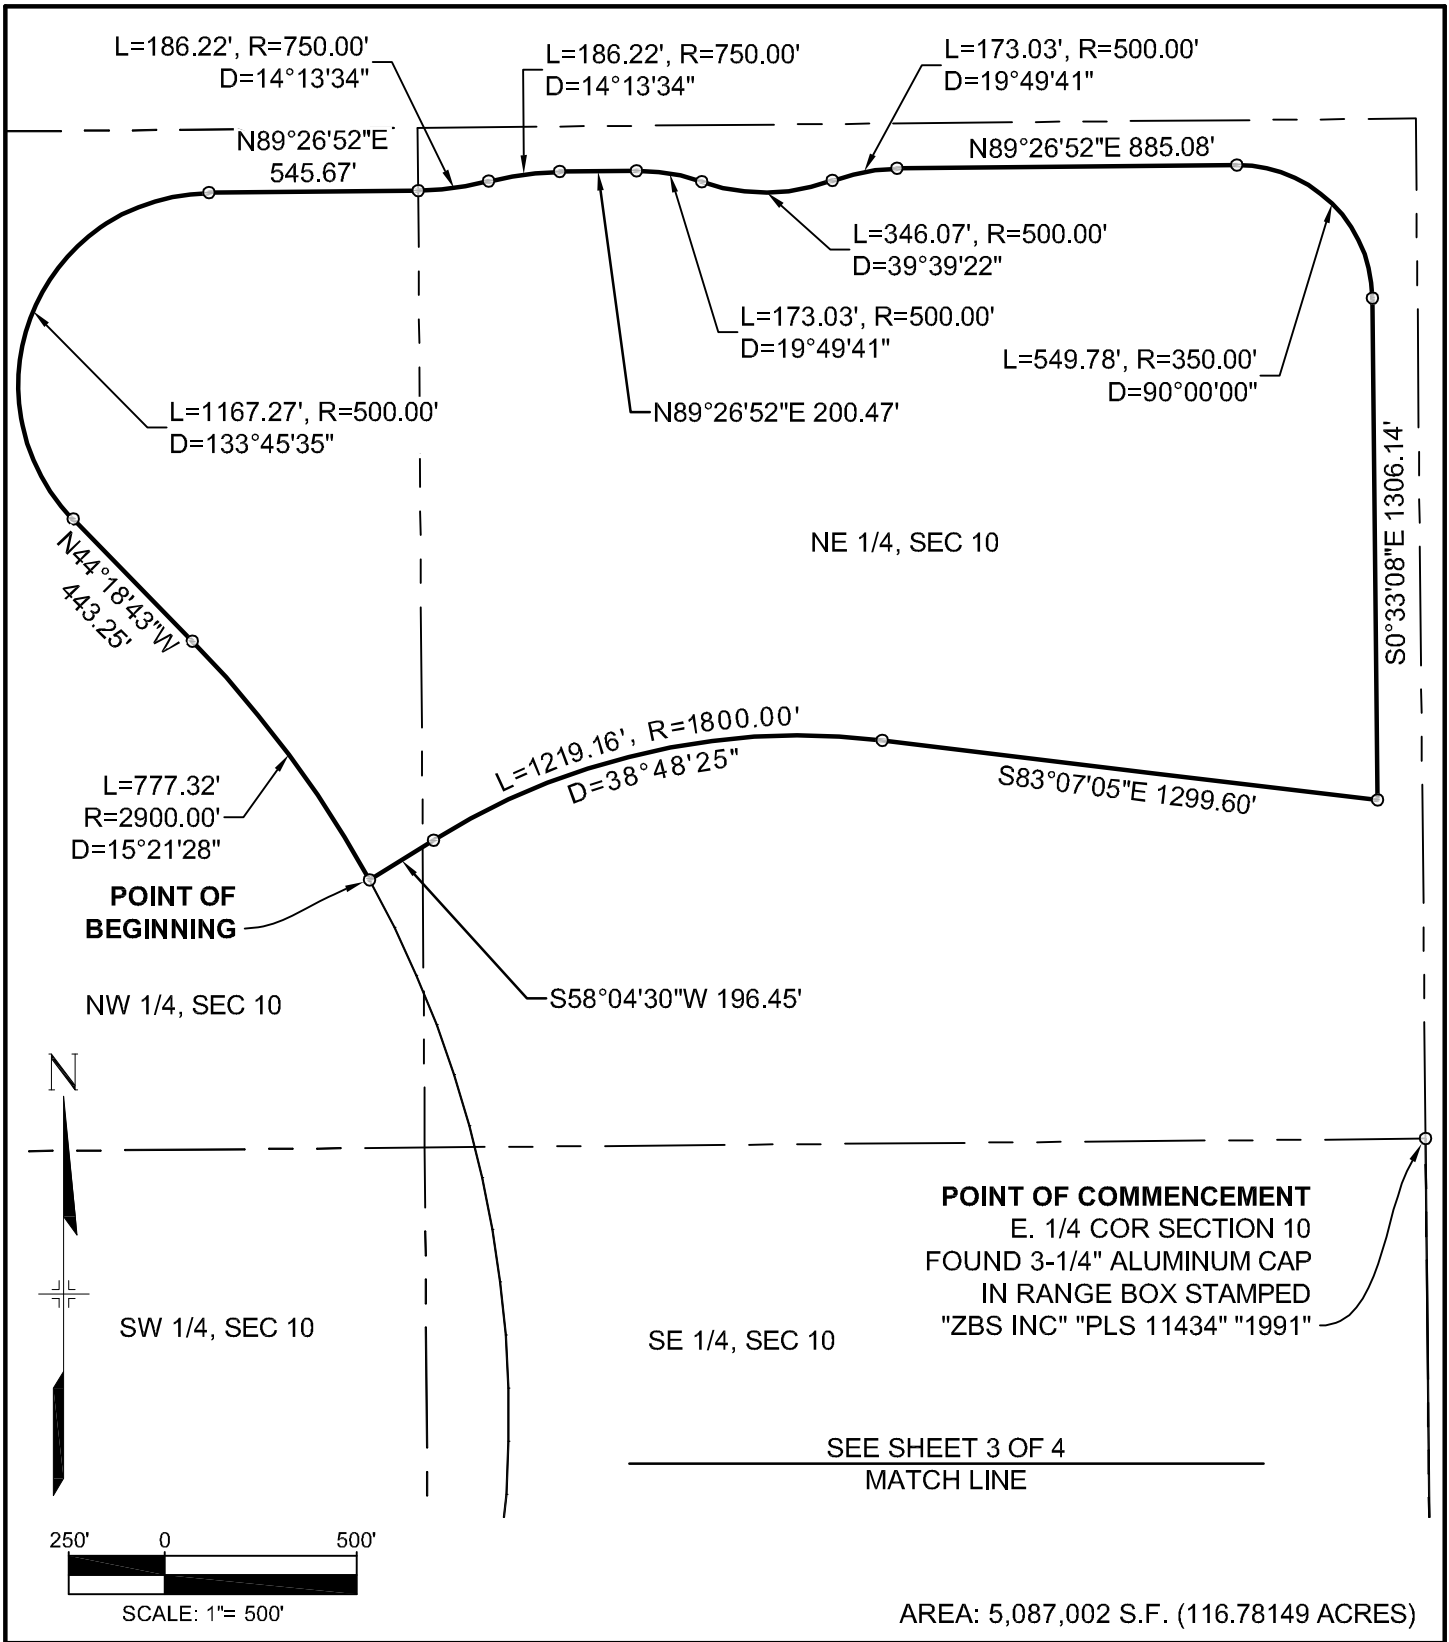 L=186.22', R=750.00'
D=14°13'34"
L=186.22', R=750.00'
D=14°13'34"
L=173.03', R=500.00'
D=19°49'41"
N89°26'52"E
545.67'
N89°26'52"E 885.08'
L=346.07', R=500.00'
D=39°39'22"
L=173.03', R=500.00'
D=19°49'41"
L=549.78', R=350.00'
D=90°00'00"
L=1167.27', R=500.00'
D=133°45'35"
N89°26'52"E 200.47'
S0°33'08"E 1306.14'
NE 1/4, SEC 10
N44°18'43"W
443.25'
L=1219.16', R=1800.00'
D=38°48'25"
S83°07'05"E 1299.60'
L=777.32'
R=2900.00'
D=15°21'28"
POINT OF
BEGINNING
S58°04'30"W 196.45'
NW 1/4, SEC 10
N
POINT OF COMMENCEMENT
E. 1/4 COR SECTION 10
FOUND 3-1/4" ALUMINUM CAP
IN RANGE BOX STAMPED
"ZBS INC" "PLS 11434" "1991"
SW 1/4, SEC 10
SE 1/4, SEC 10
SEE SHEET 3 OF 4
MATCH LINE
250' 0 500'
SCALE: 1"= 500'
AREA: 5,087,002 S.F. (116.78149 ACRES)